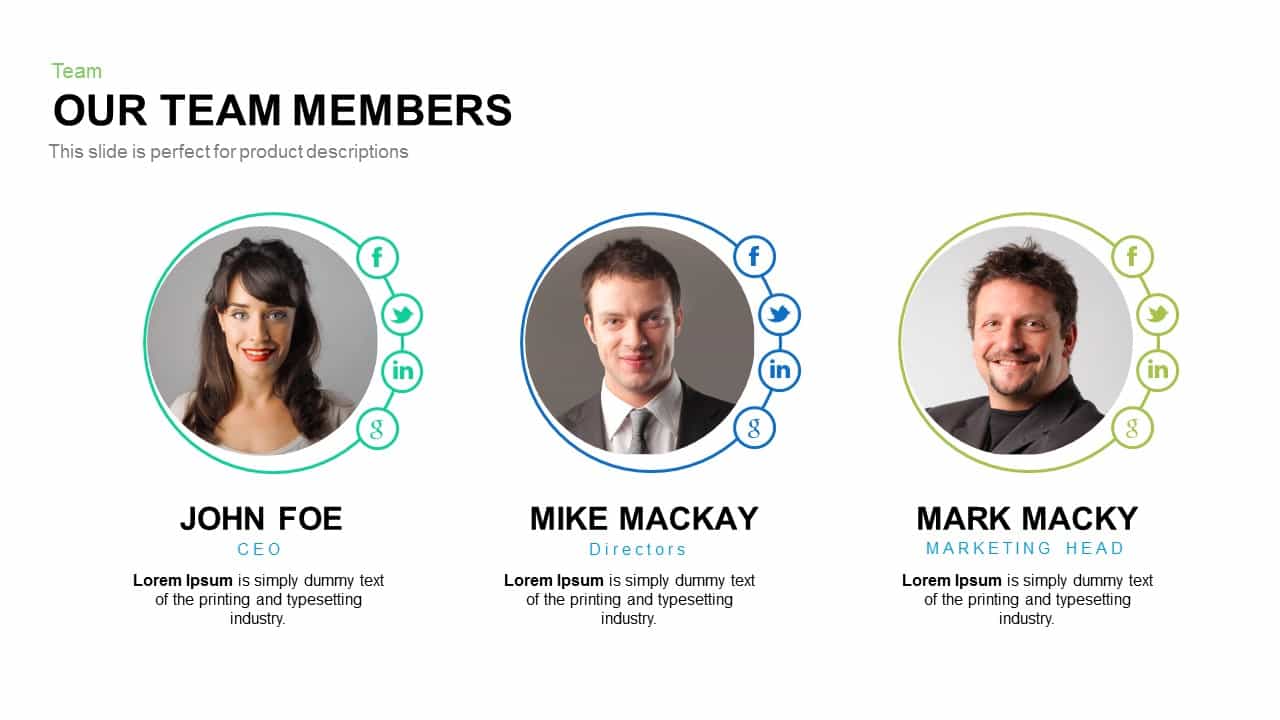 Team
OUR TEAM MEMBERS
This slide is perfect for product descriptions
f
f
f
in
in
in
g
g
g
JOHN FOE
MIKE MACKAY
MARK MACKY
CEO
Directors
MARKETING HEAD
Lorem Ipsum is simply dummy text
of the printing and typesetting
industry.
Lorem Ipsum is simply dummy text
of the printing and typesetting
industry.
Lorem Ipsum is simply dummy text
of the printing and typesetting
industry.